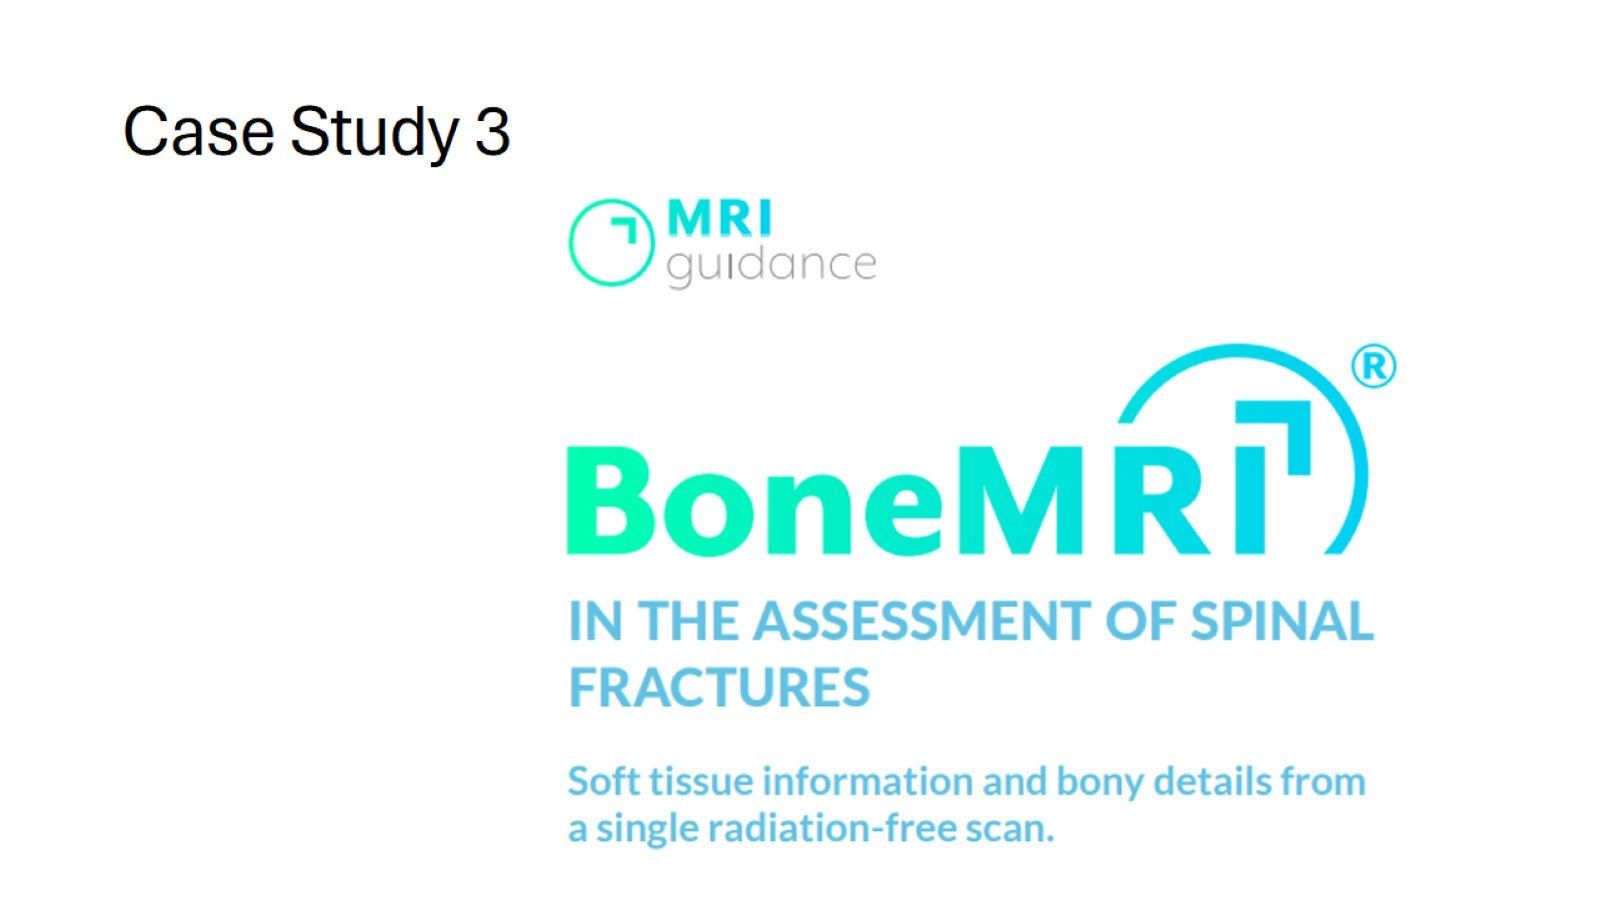 Case Study 3
MRI
guidance
BoneMRI®
IN THE ASSESSMENT OF SPINAL
FRACTURES
Soft tissue information and bony details from
a single radiation-free scan.